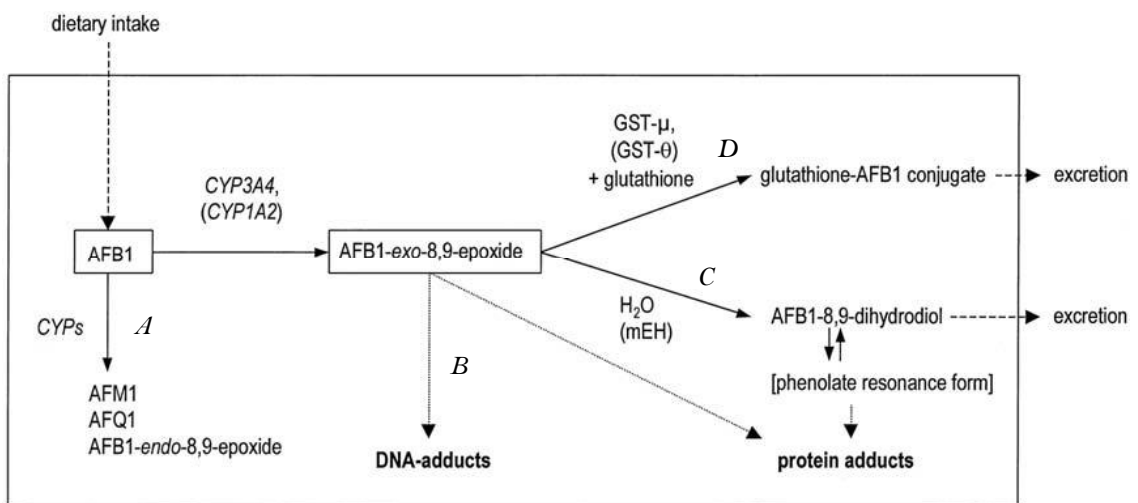 dietary intake
GST-μ,
(GST-θ)
+ glutathione
D
glutathione-AFB1 conjugate
excretion
CYP3A4,
(CYP1A2)
AFB1
AFB1-exo-8,9-epoxide
C
H₂O
(mEH)
AFB1-8,9-dihydrodiol
excretion
CYPs
A
B
[phenolate resonance form]
AFM1
AFQ1
AFB1-endo-8,9-epoxide
DNA-adducts
protein adducts